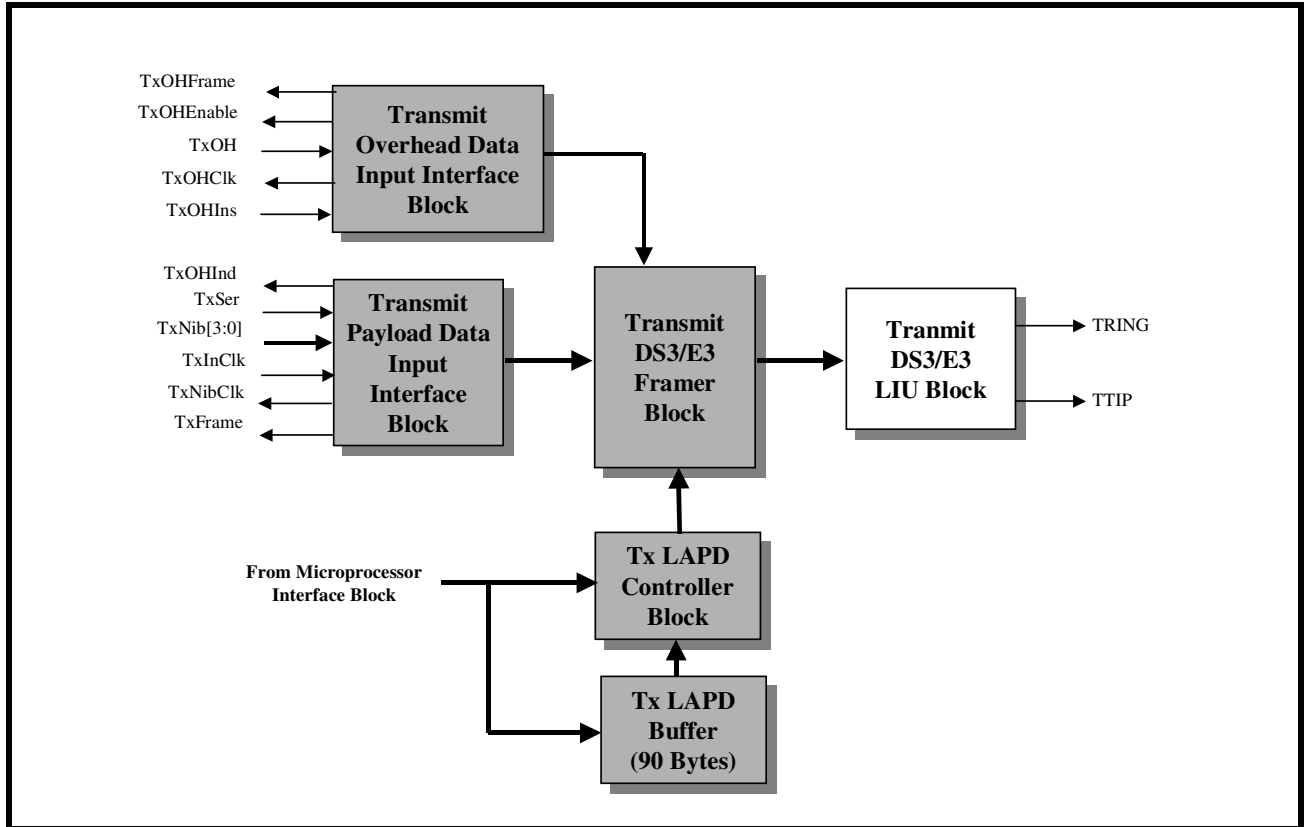 TxOHFrame
TxOHEnable
TxOH
TxOHClk
TxOHIns
Transmit
Overhead Data
Input Interface
Block
TxOHInd
TxSer
TxNib[3:0]
TxInClk
TxNibClk
TxFrame
Transmit
Payload Data
Input
Interface
Block
Transmit
DS3/E3
Framer
Block
Tranmit
DS3/E3
LIU Block
TRING
TTIP
From Microprocessor
Interface Block
Tx LAPD
Controller
Block
Tx LAPD
Buffer
(90 Bytes)